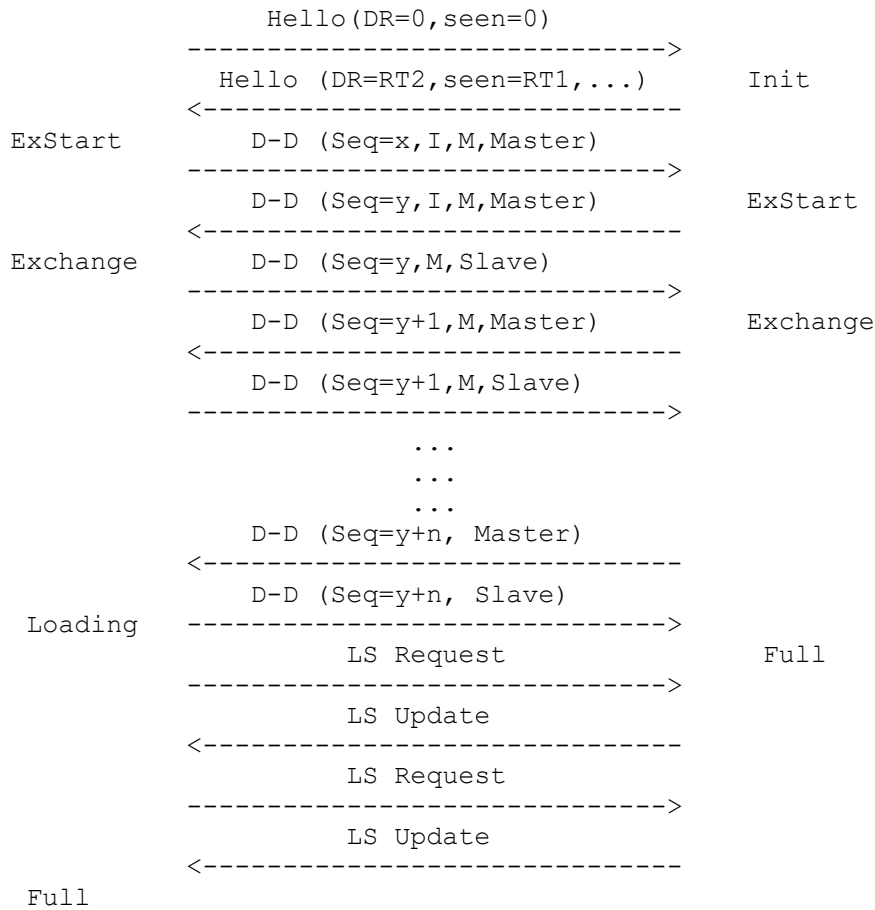 Hello(DR=0,seen=0)
------------------------------>
Hello (DR=RT2,seen=RT1,...) Init
<------------------------------
ExStart D-D (Seq=x,I,M,Master)
------------------------------>
D-D (Seq=y,I,M,Master) ExStart
<------------------------------
Exchange D-D (Seq=y,M,Slave)
------------------------------>
D-D (Seq=y+1,M,Master) Exchange
<------------------------------
D-D (Seq=y+1,M,Slave)
------------------------------>
...
...
...
D-D (Seq=y+n, Master)
<------------------------------
D-D (Seq=y+n, Slave)
Loading ------------------------------>
LS Request Full
------------------------------>
LS Update
<------------------------------
LS Request
------------------------------>
LS Update
<------------------------------
Full